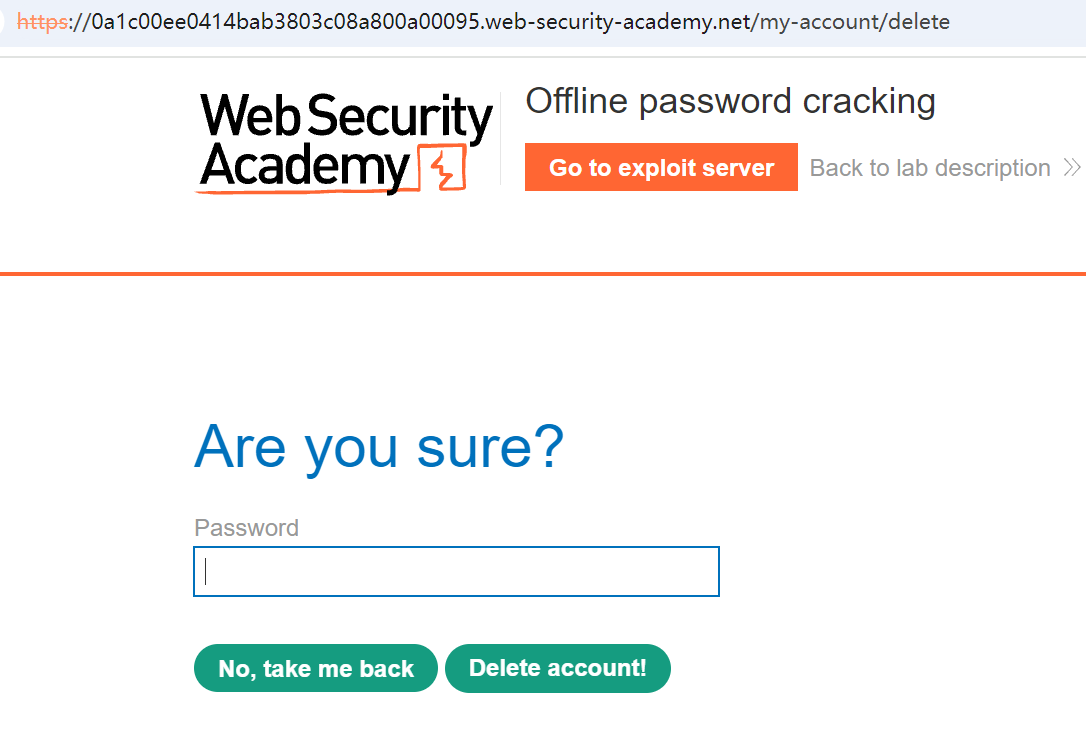 https://0a1c00ee0414bab3803c08a800a00095.web-security-academy.net/my-account/delete
Web Security
Academy
Offline password cracking
Go to exploit server
Back to lab description
Are you sure?
Password
No, take me back
Delete account!